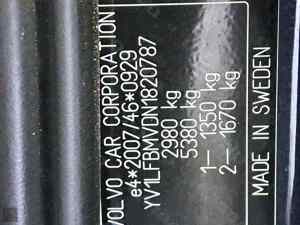 VOLVO CAR CORPORATION
e4*2007/46*0929
YV1LFBMVDN1820787
2980 kg
5380 kg
1– 1350 kg
2– 1670 kg
MADE IN SWEDEN